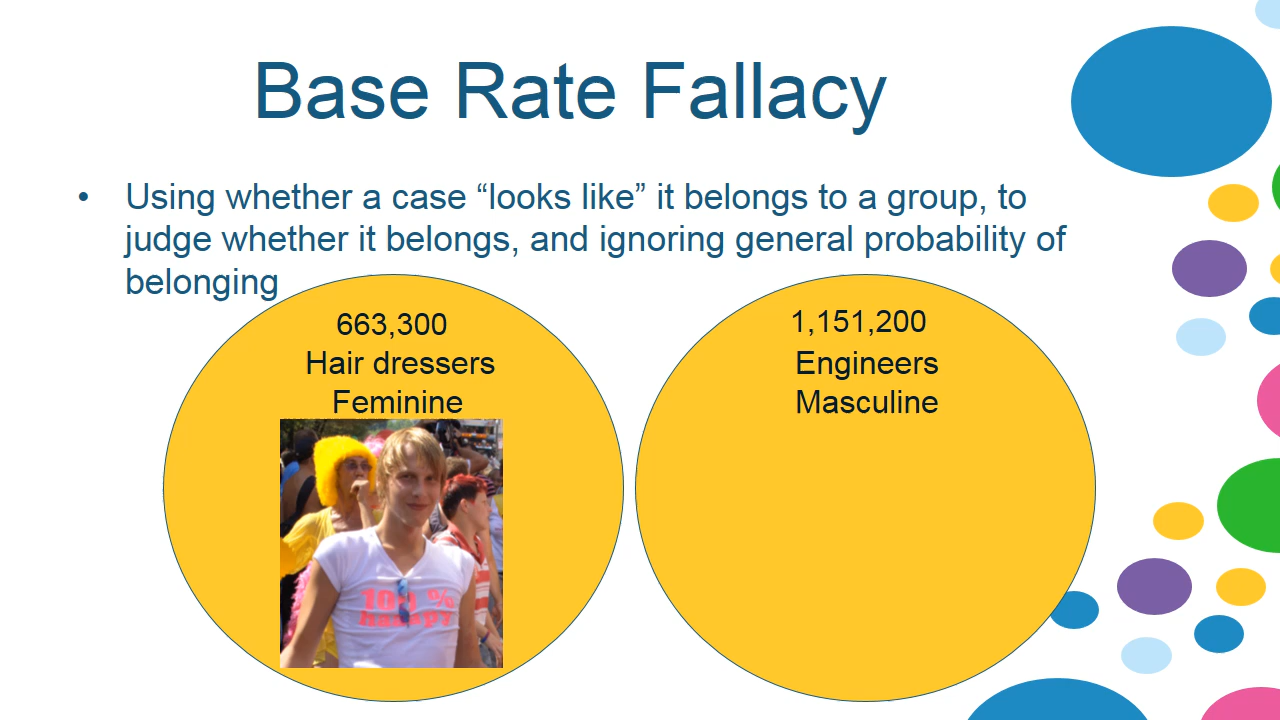 Base Rate Fallacy
• Using whether a case “looks like” it belongs to a group, to
judge whether it belongs, and ignoring general probability of
belonging
663,300
Hair dressers
Feminine
1,151,200
Engineers
Masculine
100 %